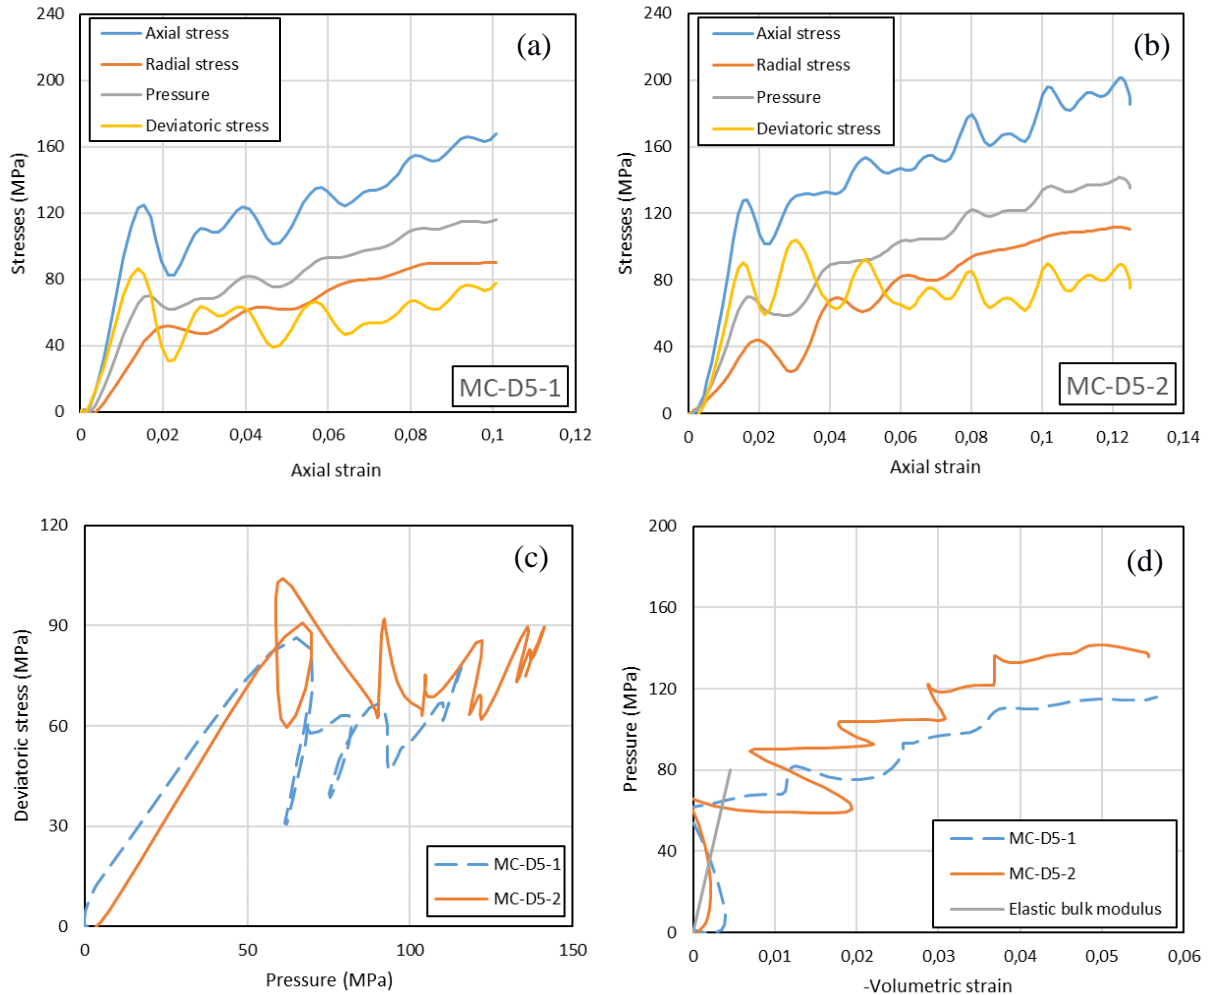 (a)
Axial stress
Radial stress
Pressure
Deviatoric stress
240
200
160
120
80
40
0
Stresses (MPa)
MC-D5-1
0 0,02 0,04 0,06 0,08 0,1 0,12
Axial strain
(b)
Axial stress
Radial stress
Pressure
Deviatoric stress
240
200
160
120
80
40
0
Stresses (MPa)
MC-D5-2
0 0,02 0,04 0,06 0,08 0,1 0,12 0,14
Axial strain
(c)
120
90
60
30
0
Deviatoric stress (MPa)
MC-D5-1
MC-D5-2
0 50 100 150
Pressure (MPa)
(d)
200
160
120
80
40
0
Pressure (MPa)
MC-D5-1
MC-D5-2
Elastic bulk modulus
0 0,01 0,02 0,03 0,04 0,05 0,06
-Volumetric strain